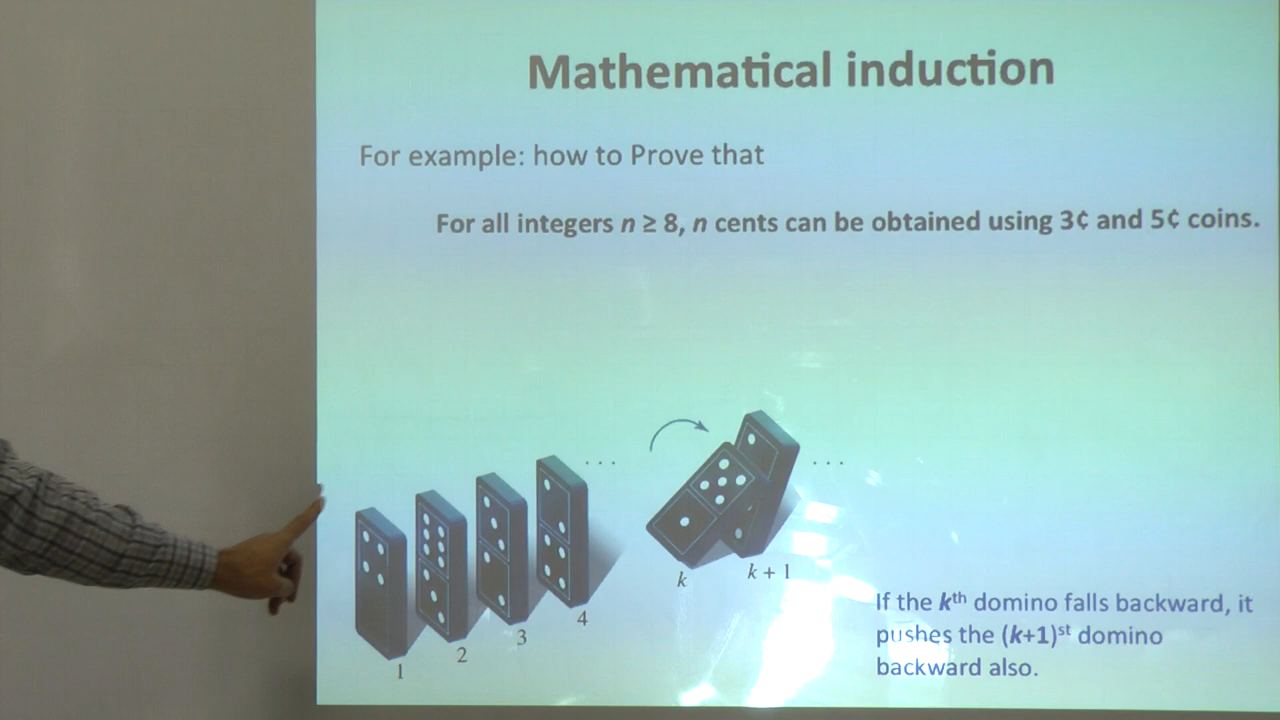 Mathematical induction
For example: how to Prove that
For all integers n ≥ 8, n cents can be obtained using 3¢ and 5¢ coins.
...
...
k
k + 1
1
2
3
4
If the kth domino falls backward, it
pushes the (k+1)st domino
backward also.